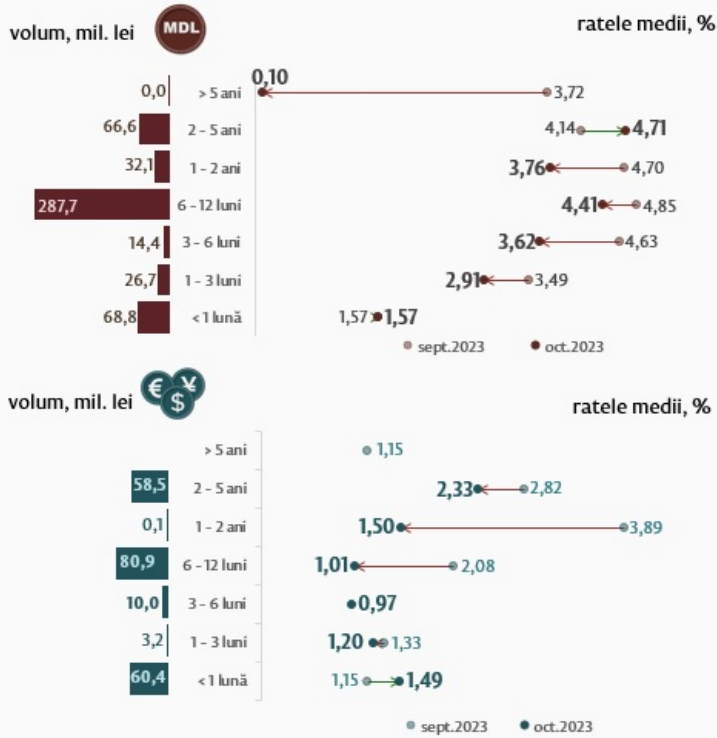 volum, mil. lei MDL ratele medii, %
0,10
0,0 > 5 ani 3,72
66,6 2 – 5 ani 4,14 4,71
32,1 1 – 2 ani 3,76 4,70
287,7 6 –12 luni 4,41 4,85
14,4 3 – 6 luni 3,62 4,63
26,7 1 – 3 luni 2,91 3,49
68,8 < 1 lună 1,57 1,57
sept.2023 oct.2023
€ ¥
volum, mil. lei $ ratele medii, %
> 5 ani 1,15
58,5 2 – 5 ani 2,33 2,82
0,1 1 – 2 ani 1,50 3,89
80,9 6 –12 luni 1,01 2,08
10,0 3 – 6 luni 0,97
3,2 1 – 3 luni 1,20 1,33
60,4 < 1 lună 1,15 1,49
sept.2023 oct.2023